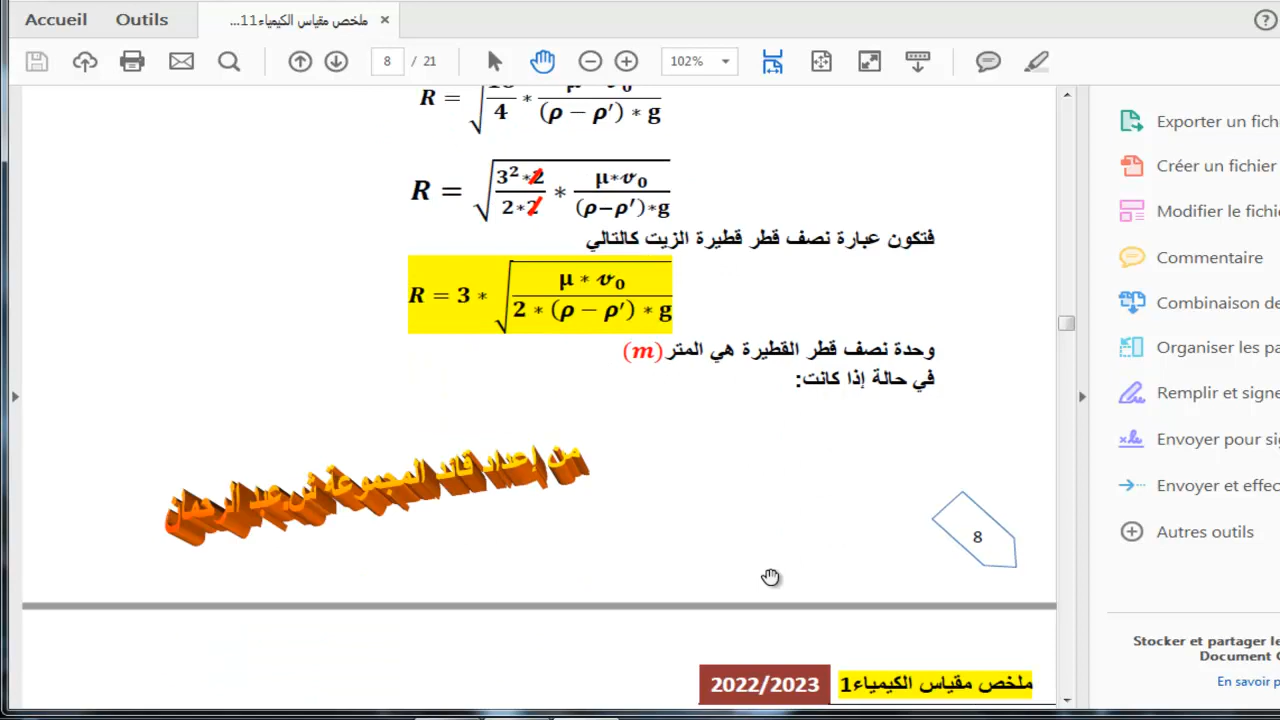 Accueil Outils ملخص مقياس الكيمياء11... ×
8 / 21 102%
R = √ 18/4 * μ * v₀ / (ρ − ρ′) * g
R = √ 3² * 2 / 2 * 2 * μ*v₀ / (ρ−ρ′)*g
فتكون عبارة نصف قطر قطيرة الزيت كالتالي
R = 3 * √ μ * v₀ / 2 * (ρ − ρ′) * g
وحدة نصف قطر القطيرة هي المتر (m)
في حالة إذا كانت:
من إعداد قائد المجموعة س.عبد الرحمان
8
ملخص مقياس الكيمياء1 2022/2023
Exporter un fich
Créer un fichier
Modifier le fichi
Commentaire
Combinaison de
Organiser les pa
Remplir et signe
Envoyer pour si
Envoyer et effec
Autres outils
Stocker et partager le
Document C
En savoir p